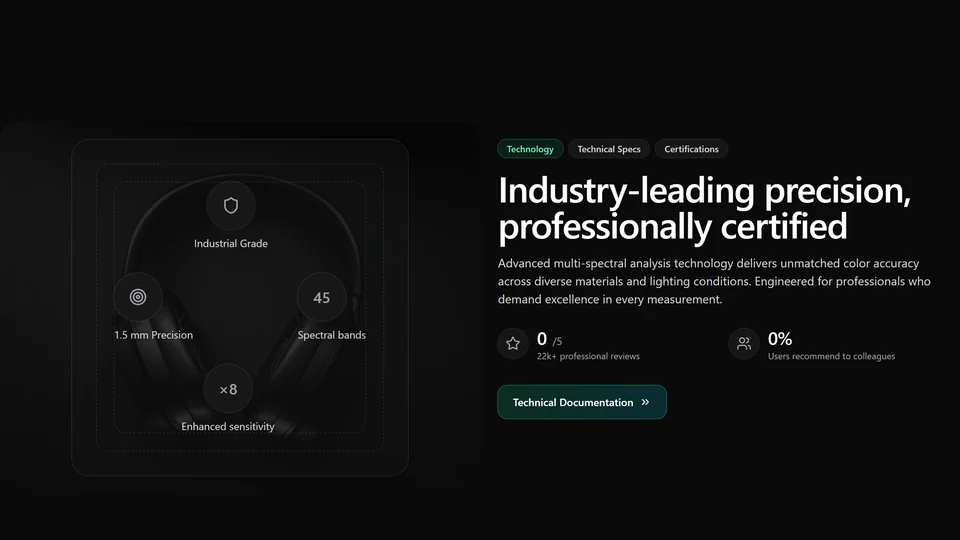 Industrial Grade
1.5 mm Precision
45
Spectral bands
×8
Enhanced sensitivity
Technology
Technical Specs
Certifications
Industry-leading precision,
professionally certified
Advanced multi-spectral analysis technology delivers unmatched color accuracy
across diverse materials and lighting conditions. Engineered for professionals who
demand excellence in every measurement.
0 /5
22k+ professional reviews
0%
Users recommend to colleagues
Technical Documentation